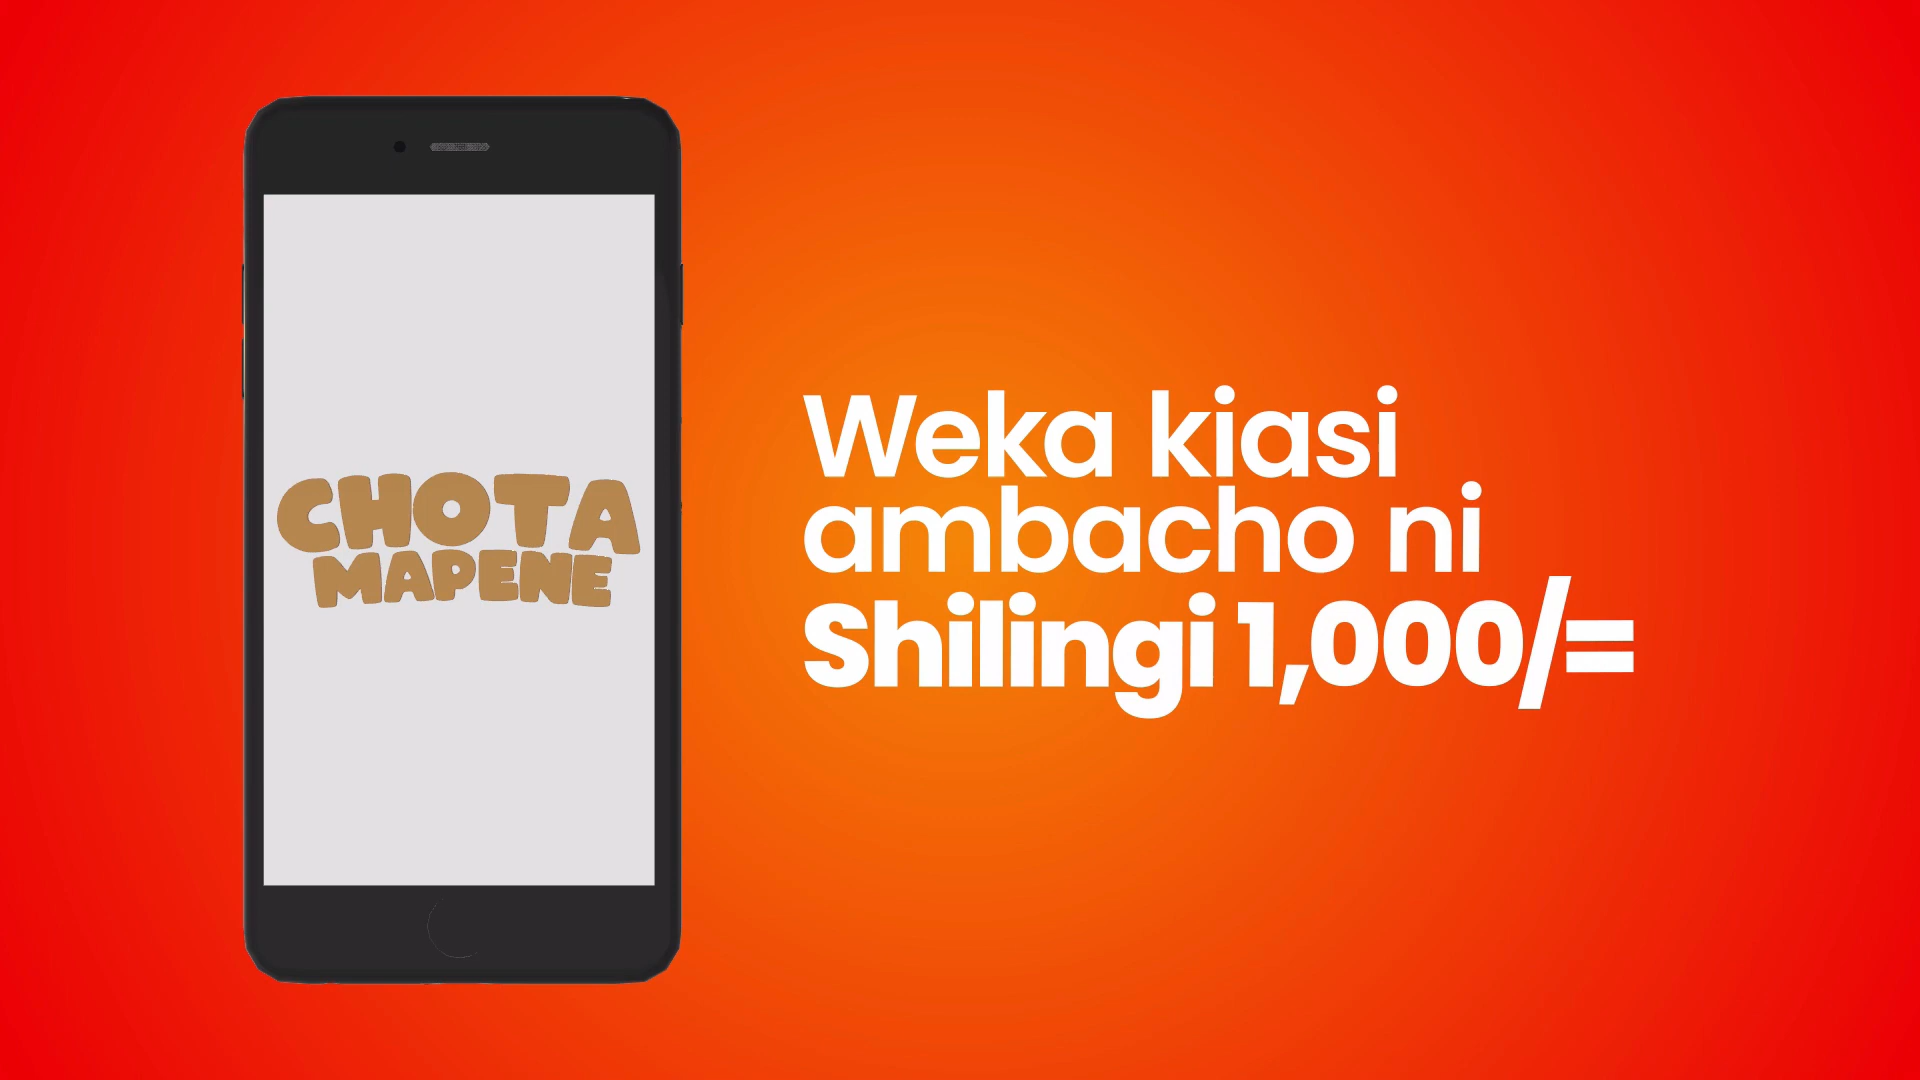 CHOTA
MAPENE
Weka kiasi
ambacho ni
Shilingi 1,000/=